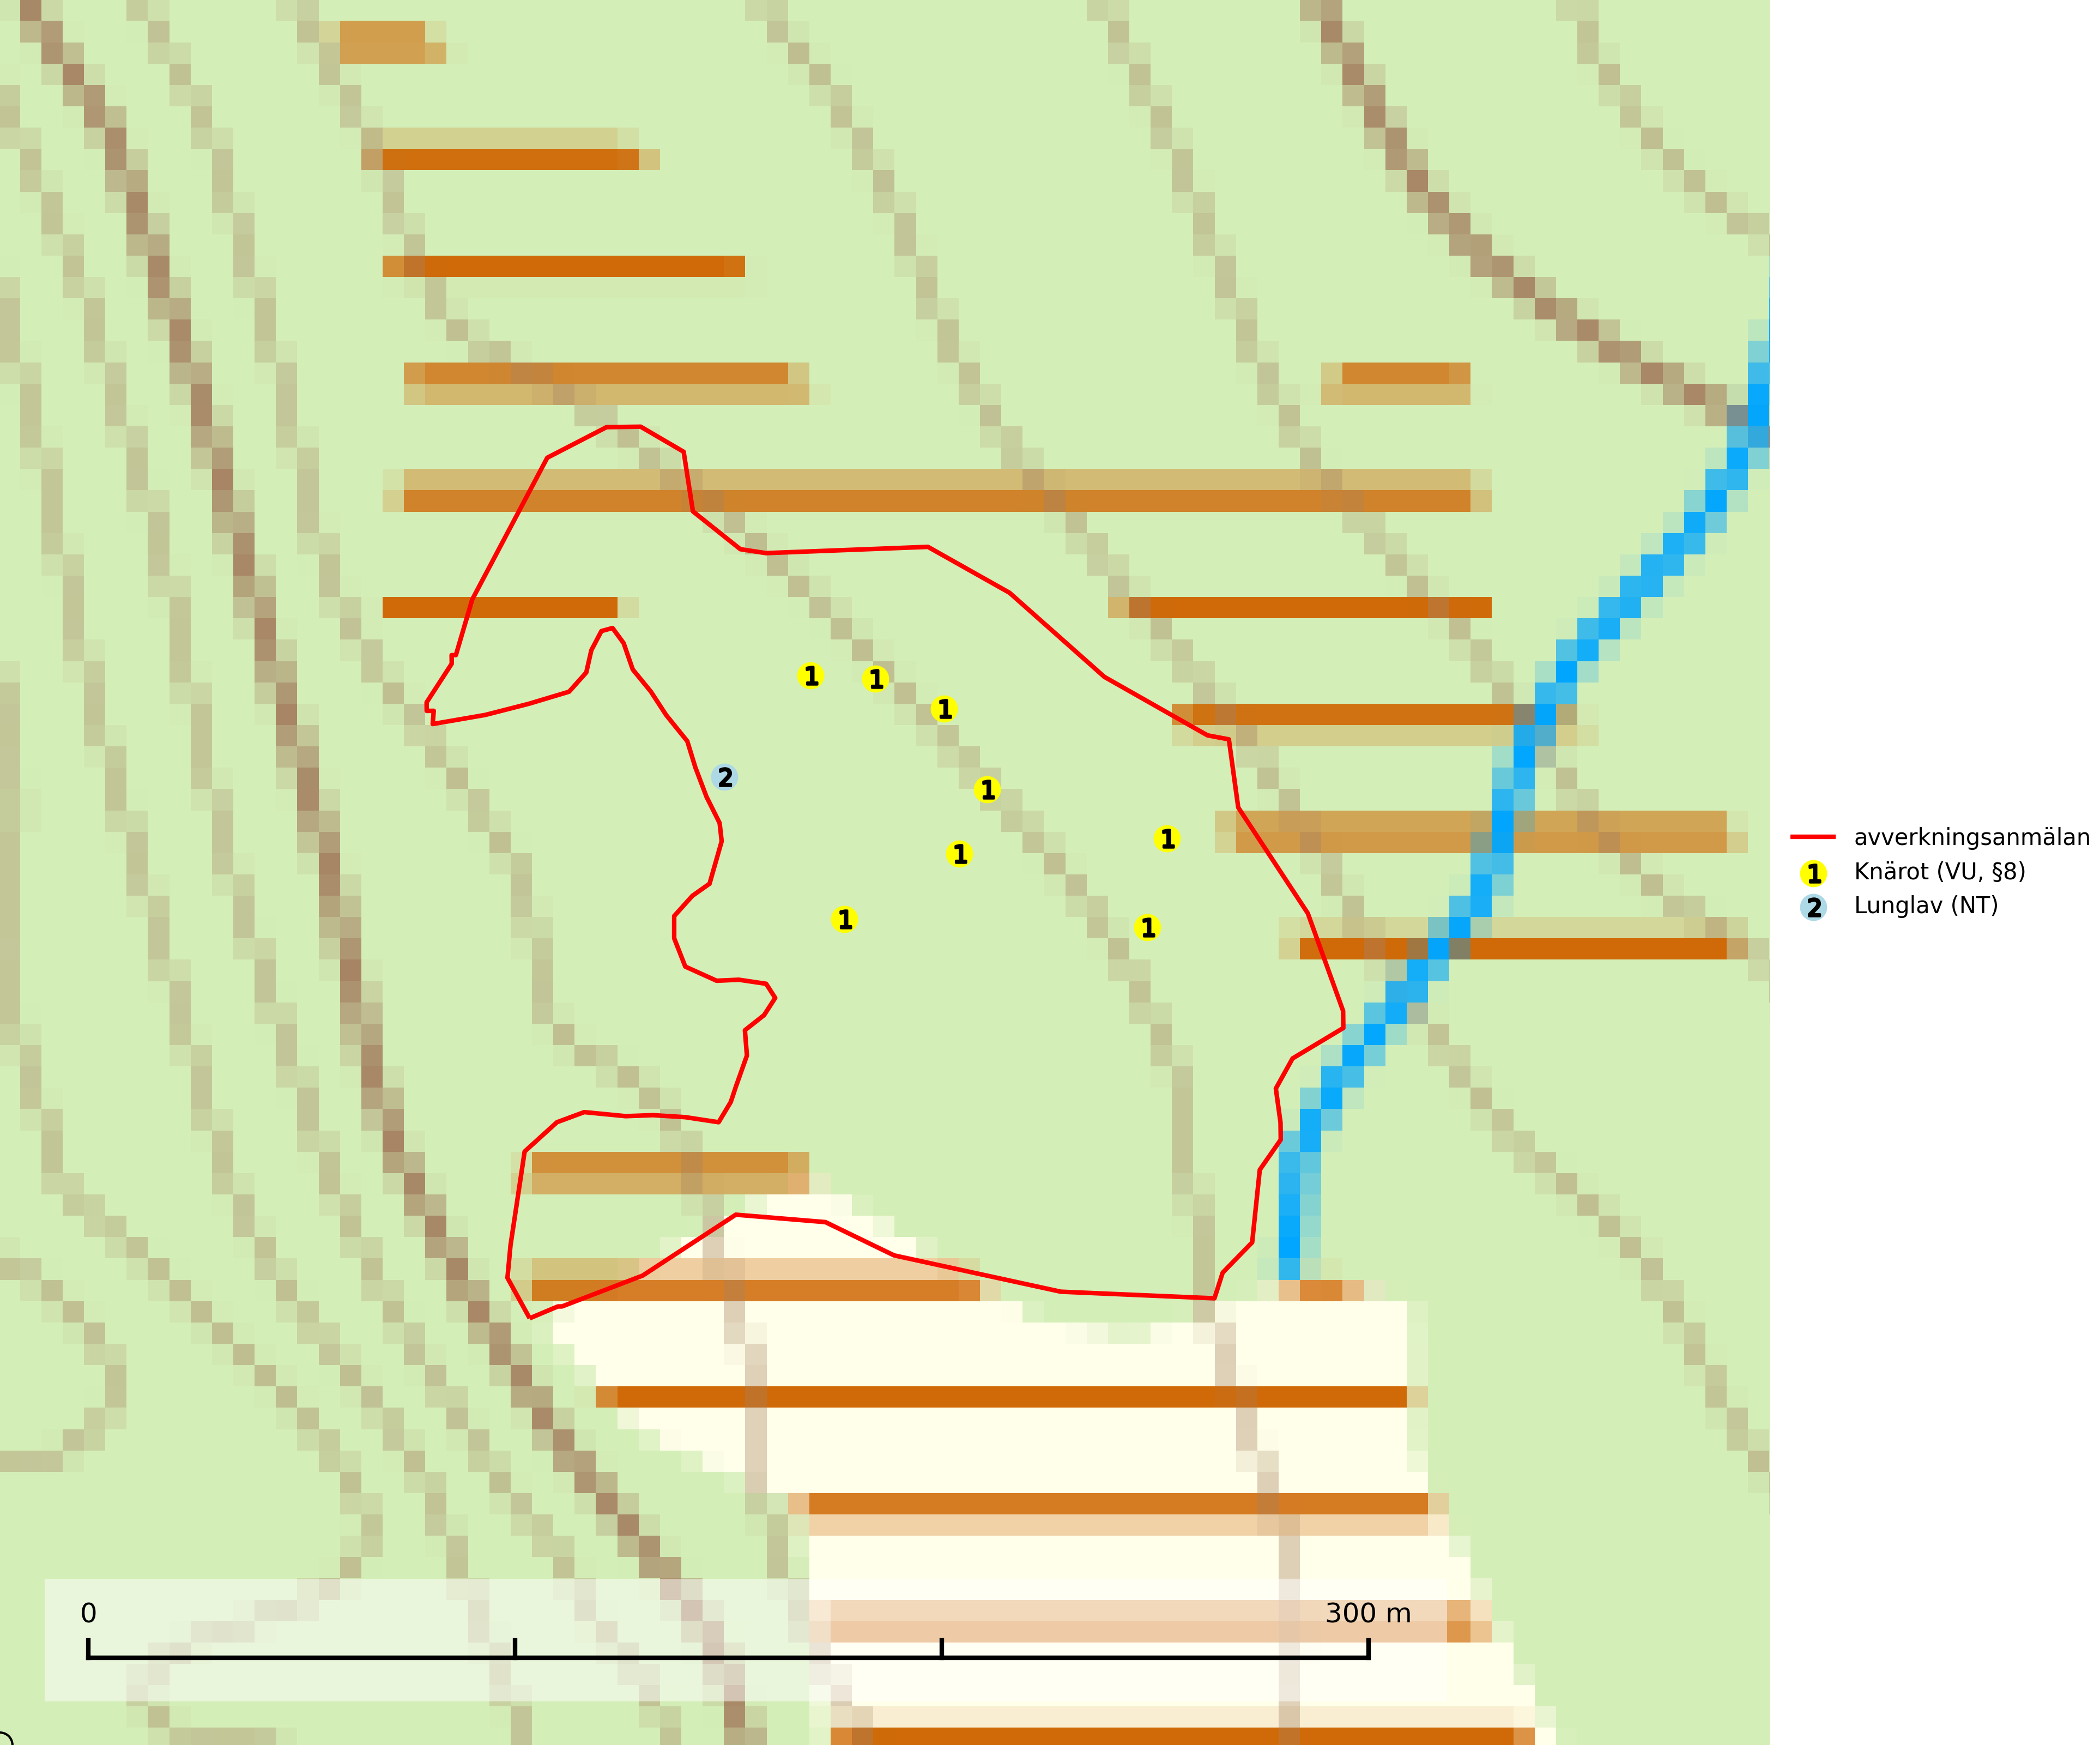 1
1
1
2
1
1
1
1
1
avverkningsanmälan
1 Knärot (VU, §8)
2 Lunglav (NT)
0
300 m